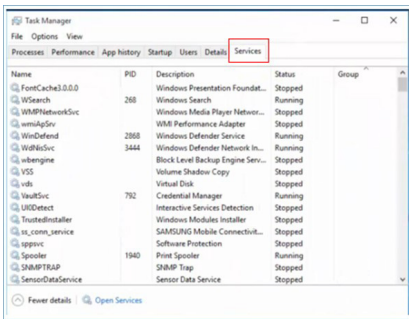 Task Manager
File Options View
Processes Performance App history Startup Users Details Services
Name PID Description Status Group
FontCache3.0.0.0 Windows Presentation Foundat... Stopped
WSearch 268 Windows Search Running
WMPNetworkSvc Windows Media Player Networ... Stopped
wmiApSrv WMI Performance Adapter Stopped
WinDefend 2868 Windows Defender Service Running
WdNisSvc 3444 Windows Defender Network In... Running
wbengine Block Level Backup Engine Serv... Stopped
VSS Volume Shadow Copy Stopped
vds Virtual Disk Stopped
VaultSvc 792 Credential Manager Running
UI0Detect Interactive Services Detection Stopped
TrustedInstaller Windows Modules Installer Stopped
ss_conn_service SAMSUNG Mobile Connectivit... Stopped
sppsvc Software Protection Stopped
Spooler 1940 Print Spooler Running
SNMPTRAP SNMP Trap Stopped
SensorDataService Sensor Data Service Stopped
Fewer details Open Services